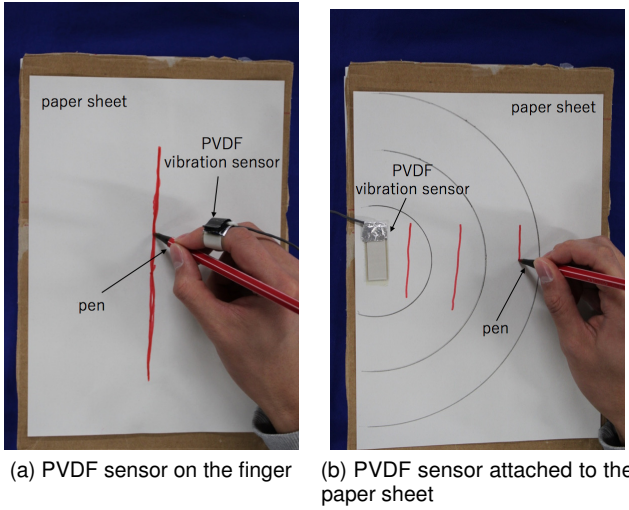 paper sheet
PVDF
vibration sensor
pen
paper sheet
PVDF
vibration sensor
pen
(a) PVDF sensor on the finger
(b) PVDF sensor attached to the
paper sheet